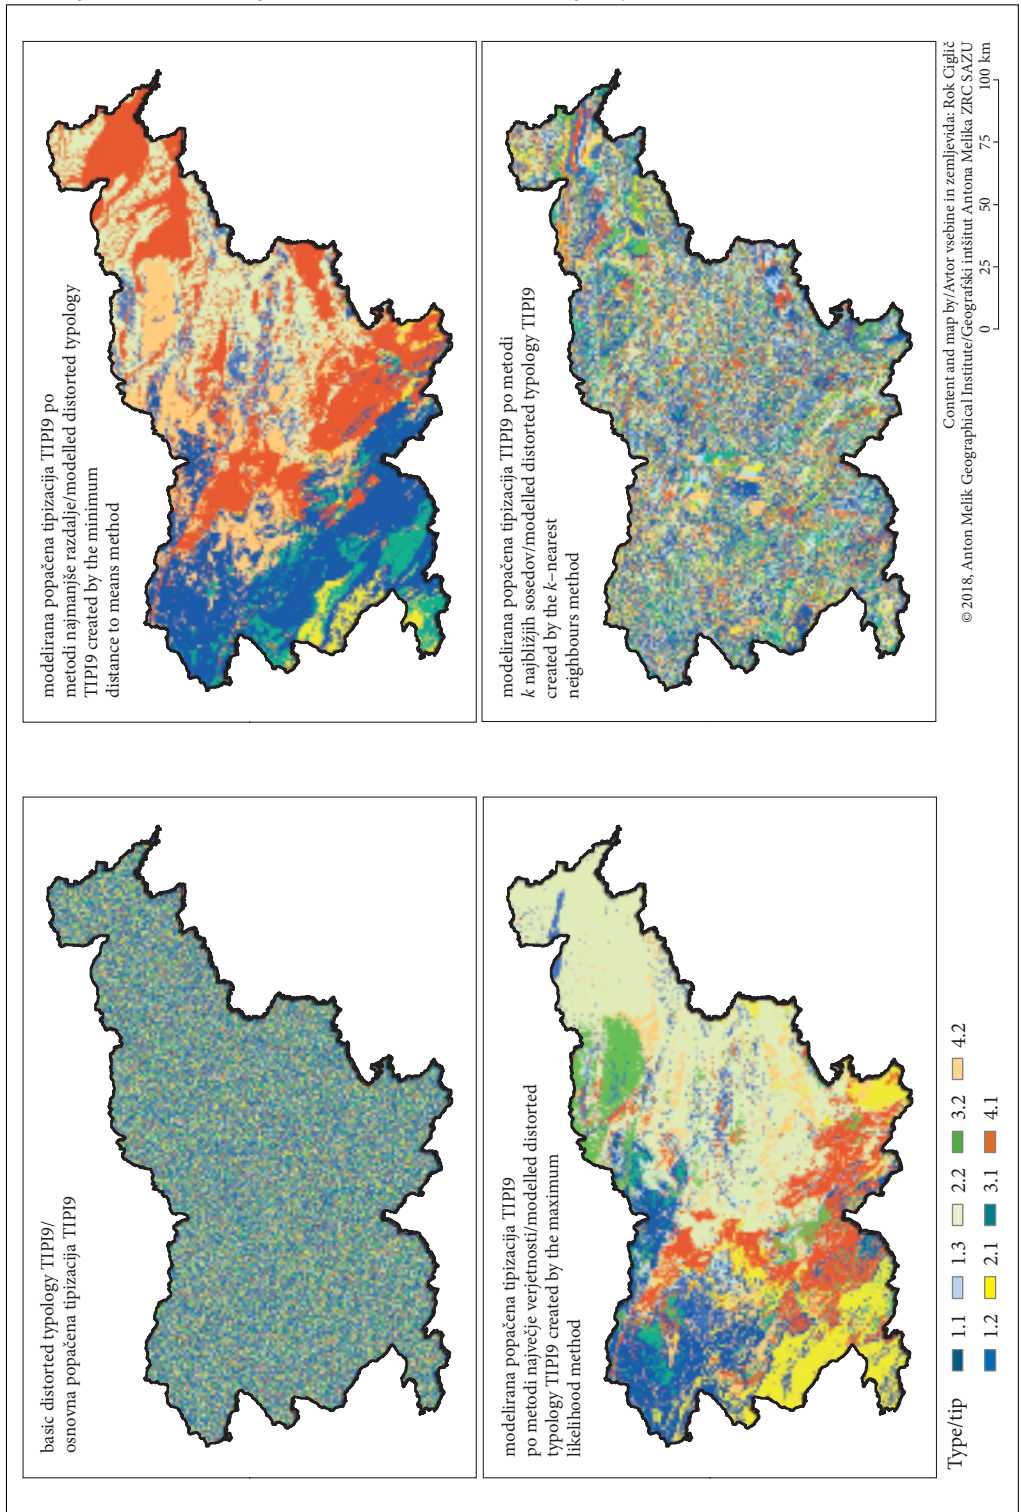 basic distorted typology TIPI9/
osnovna popačena tipizacija TIPI9
modelirana popačena tipizacija TIPI9 po
metodi najmanjše razdalje/modelled distorted typology
TIPI9 created by the minimum
distance to means method
modelirana popačena tipizacija TIPI9
po metodi največje verjetnosti/modelled distorted
typology TIPI9 created by the maximum
likelihood method
modelirana popačena tipizacija TIPI9 po metodi
k najbližjih sosedov/modelled distorted typology TIPI9
created by the k–nearest
neighbours method
Type/tip
1.1 1.3 2.2 3.2 4.2
1.2 2.1 3.1 4.1
0 25 50 75 100 km
Content and map by/Avtor vsebine in zemljevida: Rok Ciglič
© 2018, Anton Melik Geographical Institute/Geografski intšitut Antona Melika ZRC SAZU